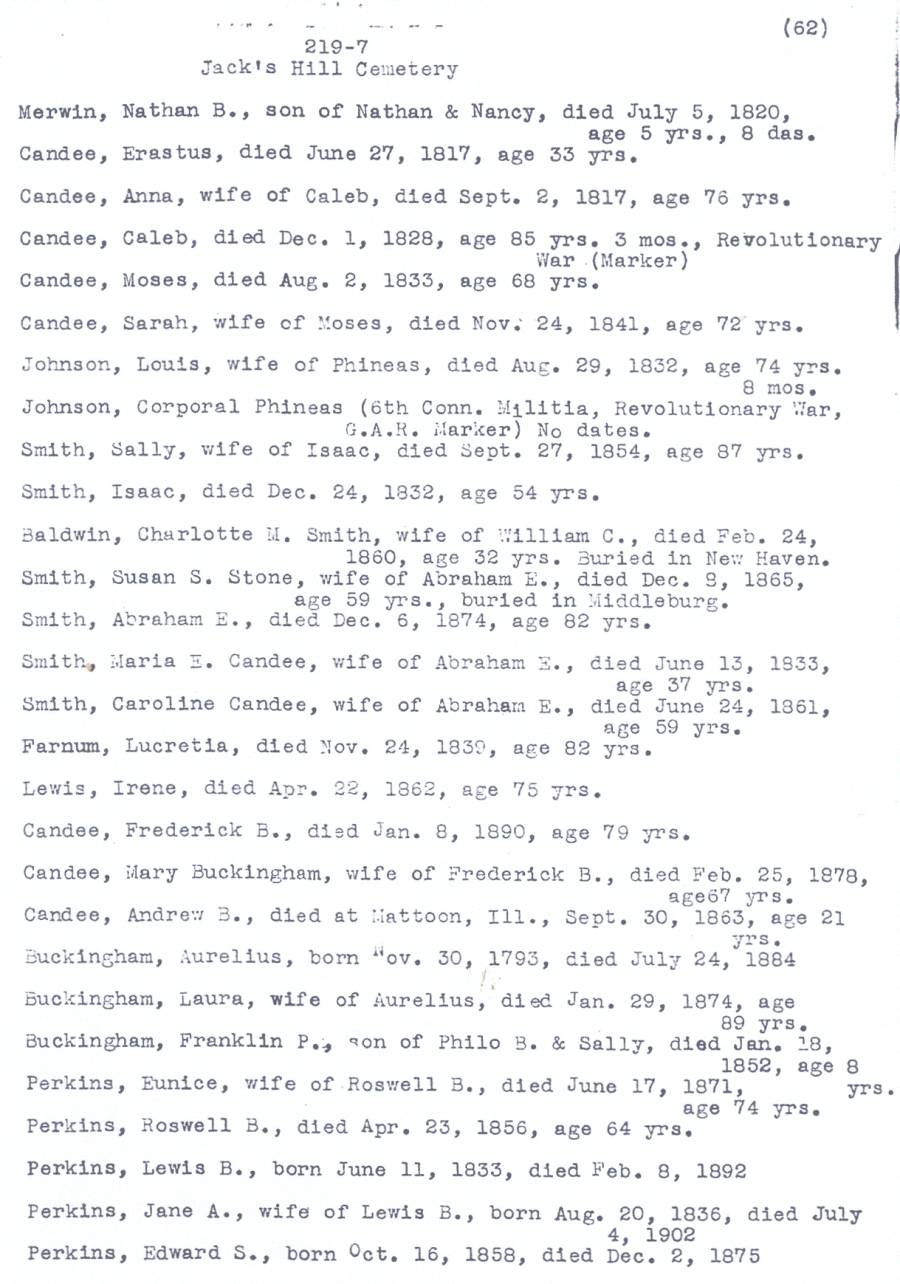 (62)
219-7
Jack's Hill Cemetery
Merwin, Nathan B., son of Nathan & Nancy, died July 5, 1820,
age 5 yrs., 8 das.
Candee, Erastus, died June 27, 1817, age 33 yrs.
Candee, Anna, wife of Caleb, died Sept. 2, 1817, age 76 yrs.
Candee, Caleb, died Dec. 1, 1828, age 85 yrs. 3 mos., Revolutionary
War (Marker)
Candee, Moses, died Aug. 2, 1833, age 68 yrs.
Candee, Sarah, wife of Moses, died Nov. 24, 1841, age 72 yrs.
Johnson, Louis, wife of Phineas, died Aug. 29, 1832, age 74 yrs.
8 mos.
Johnson, Corporal Phineas (6th Conn. Militia, Revolutionary War,
G.A.R. Marker) No dates.
Smith, Sally, wife of Isaac, died Sept. 27, 1854, age 87 yrs.
Smith, Isaac, died Dec. 24, 1832, age 54 yrs.
Baldwin, Charlotte M. Smith, wife of William C., died Feb. 24,
1860, age 32 yrs. Buried in New Haven.
Smith, Susan S. Stone, wife of Abraham E., died Dec. 9, 1865,
age 59 yrs., buried in Middleburg.
Smith, Abraham E., died Dec. 6, 1874, age 82 yrs.
Smith, Maria E. Candee, wife of Abraham E., died June 13, 1833,
age 37 yrs.
Smith, Caroline Candee, wife of Abraham E., died June 24, 1861,
age 59 yrs.
Farnum, Lucretia, died Nov. 24, 1839, age 82 yrs.
Lewis, Irene, died Apr. 22, 1862, age 75 yrs.
Candee, Frederick B., died Jan. 8, 1890, age 79 yrs.
Candee, Mary Buckingham, wife of Frederick B., died Feb. 25, 1878,
age67 yrs.
Candee, Andrew B., died at Mattoon, Ill., Sept. 30, 1863, age 21
yrs.
Buckingham, Aurelius, born Nov. 30, 1793, died July 24, 1884
Buckingham, Laura, wife of Aurelius, died Jan. 29, 1874, age
89 yrs.
Buckingham, Franklin P., son of Philo B. & Sally, died Jan. 18,
1852, age 8
yrs.
Perkins, Eunice, wife of Roswell B., died June 17, 1871,
age 74 yrs.
Perkins, Roswell B., died Apr. 23, 1856, age 64 yrs.
Perkins, Lewis B., born June 11, 1833, died Feb. 8, 1892
Perkins, Jane A., wife of Lewis B., born Aug. 20, 1836, died July
4, 1902
Perkins, Edward S., born Oct. 16, 1858, died Dec. 2, 1875